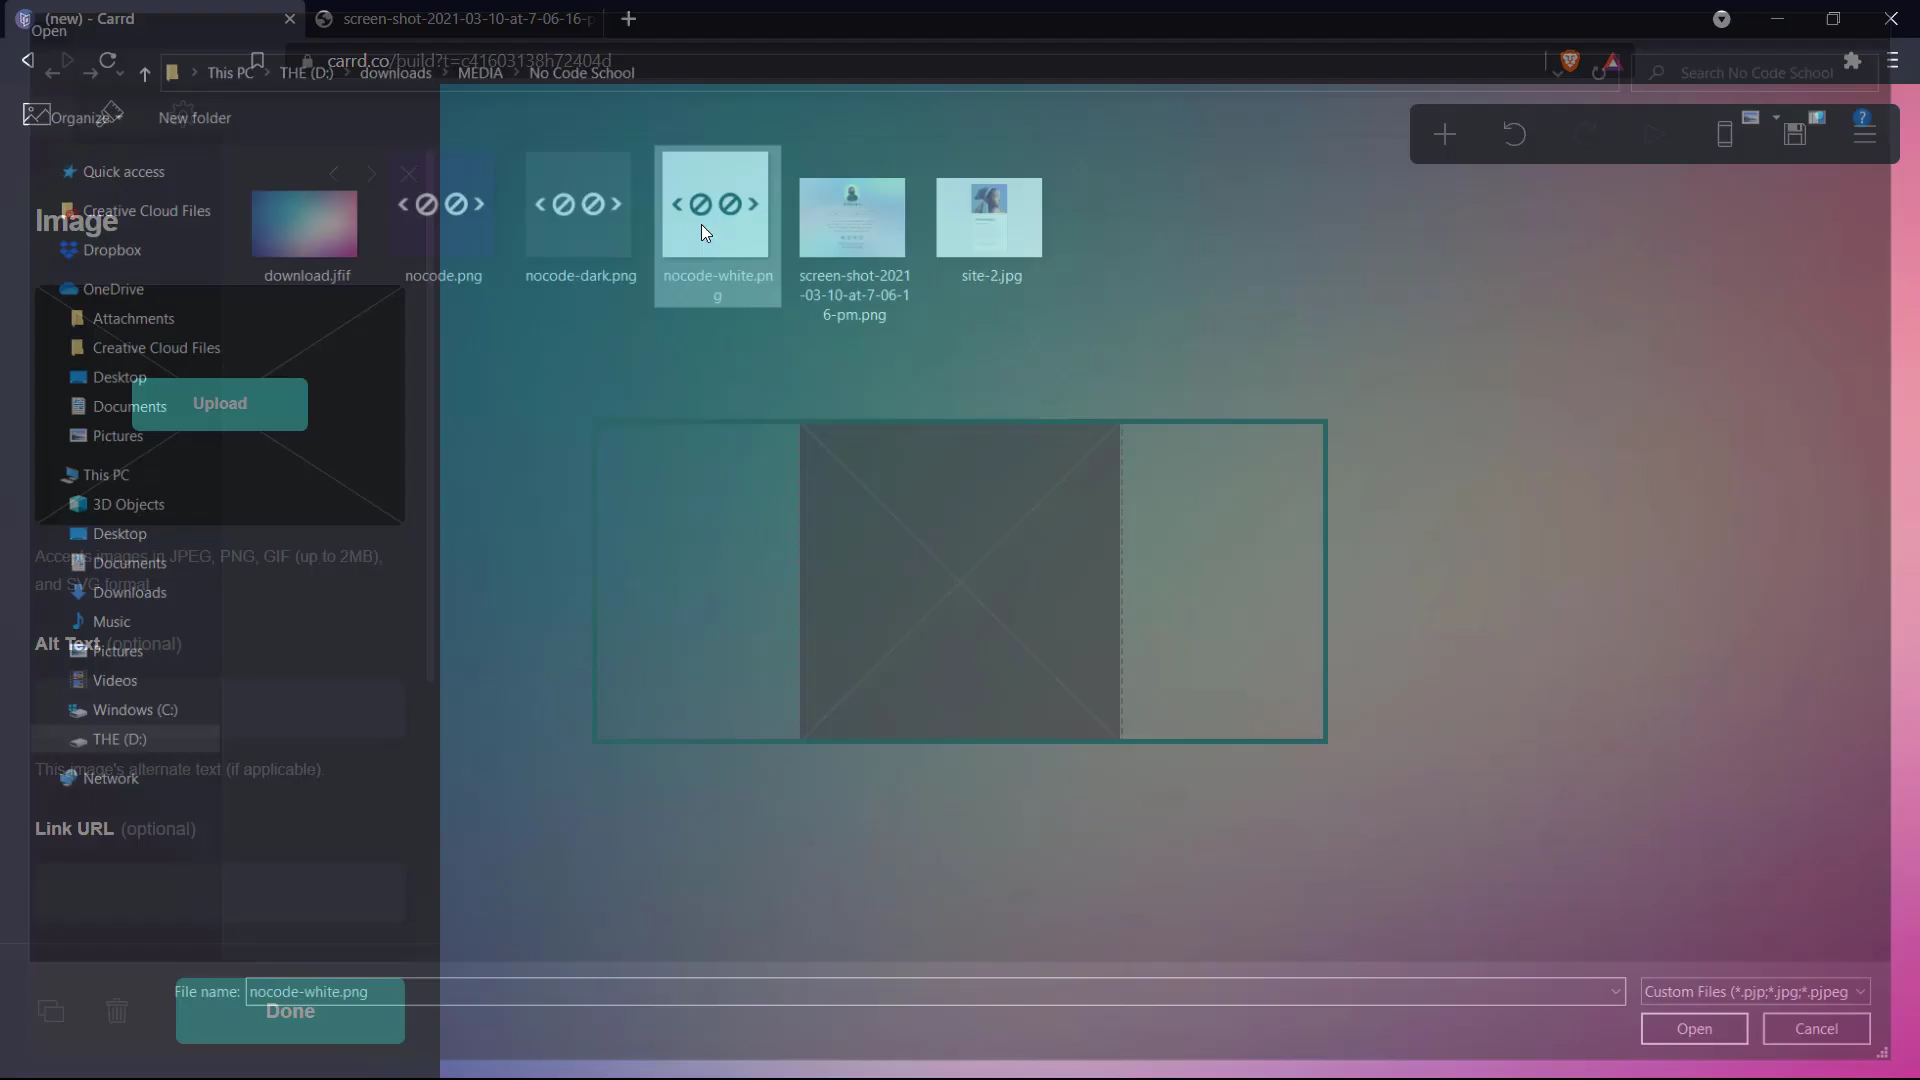 (new) - Carrd
screen-shot-2021-03-10-at-7-06-16-p
Open
carrd.co/build?t=c41603138h72404d
This PC > THE (D:) > downloads > MEDIA > No Code School
Search No Code School
Organize
New folder
Quick access
Creative Cloud Files
Image
Dropbox
OneDrive
Attachments
Creative Cloud Files
Desktop
Documents
Upload
Pictures
This PC
3D Objects
Desktop
Accepts images in JPEG, PNG, GIF (up to 2MB),
Documents
and SVG format
Downloads
Music
Alt Text (optional)
Pictures
Videos
Windows (C:)
THE (D:)
This image's alternate text (if applicable).
Network
Link URL (optional)
download.jfif
nocode.png
nocode-dark.png
nocode-white.pn
g
screen-shot-2021
-03-10-at-7-06-1
6-pm.png
site-2.jpg
File name: nocode-white.png
Custom Files (*.pjp;*.jpg;*.pjpeg
Done
Open
Cancel